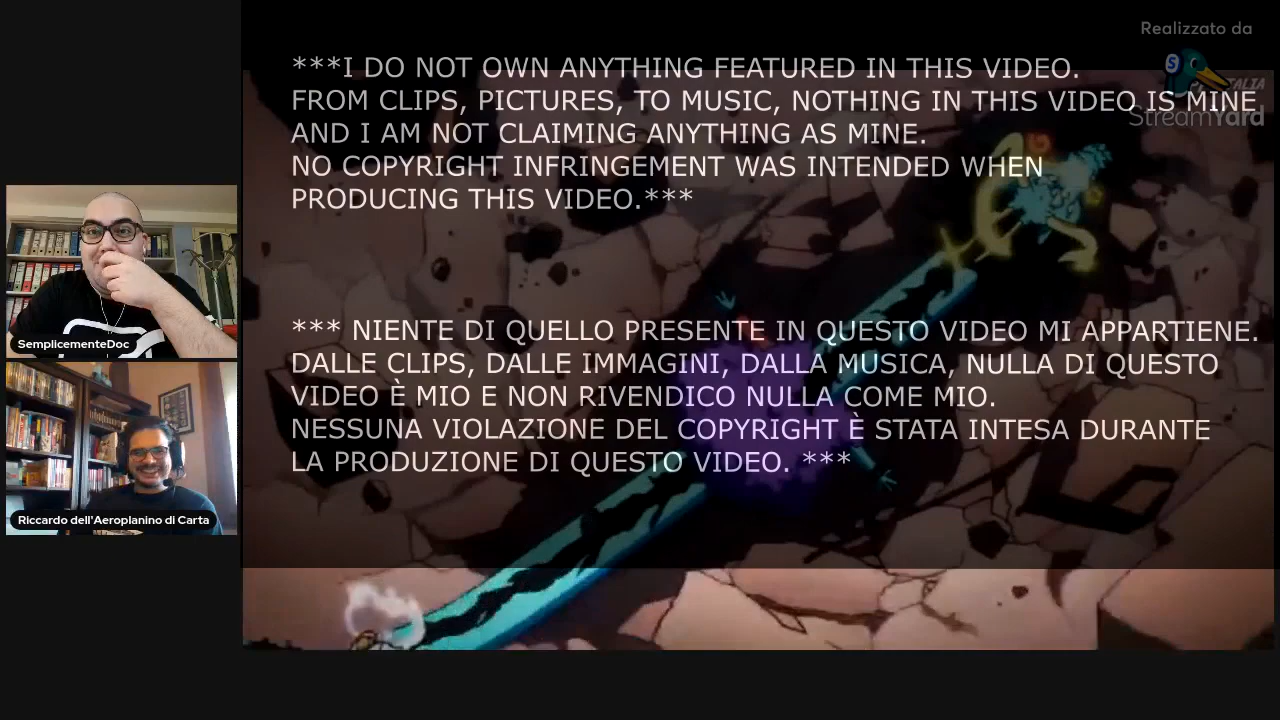 Realizzato da
StreamYard
***I DO NOT OWN ANYTHING FEATURED IN THIS VIDEO.
FROM CLIPS, PICTURES, TO MUSIC, NOTHING IN THIS VIDEO IS MINE
AND I AM NOT CLAIMING ANYTHING AS MINE.
NO COPYRIGHT INFRINGEMENT WAS INTENDED WHEN
PRODUCING THIS VIDEO.***
*** NIENTE DI QUELLO PRESENTE IN QUESTO VIDEO MI APPARTIENE.
DALLE CLIPS, DALLE IMMAGINI, DALLA MUSICA, NULLA DI QUESTO
VIDEO È MIO E NON RIVENDICO NULLA COME MIO.
NESSUNA VIOLAZIONE DEL COPYRIGHT È STATA INTESA DURANTE
LA PRODUZIONE DI QUESTO VIDEO. ***
SemplicementeDoc
Riccardo dell'Aeroplanino di Carta